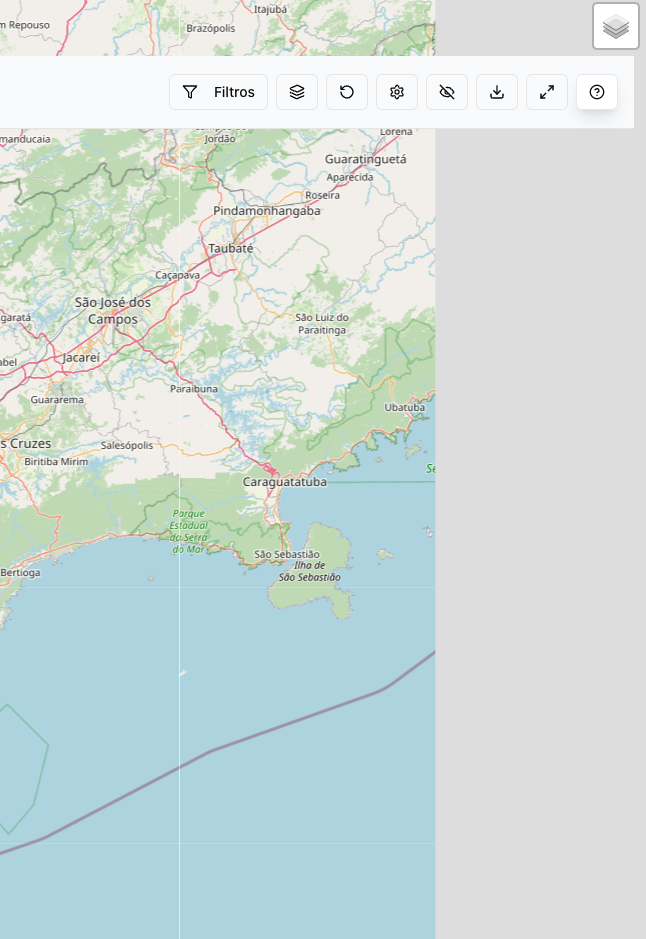 Itajubá
m Repouso
Brazópolis
Filtros
Lorena
manducaia
Jordão
Guaratinguetá
Aparecida
Roseira
Pindamonhangaba
Taubaté
Caçapava
São José dos
Campos
garatá
São Luiz do
Paraitinga
abel
Jacareí
Paraibuna
Guararema
Ubatuba
s Cruzes
Salesópolis
Biritiba Mirim
Se
Caraguatatuba
Parque
Estadual
da Serra
do Mar
São Sebastião
Ilha de
São Sebastião
Bertioga